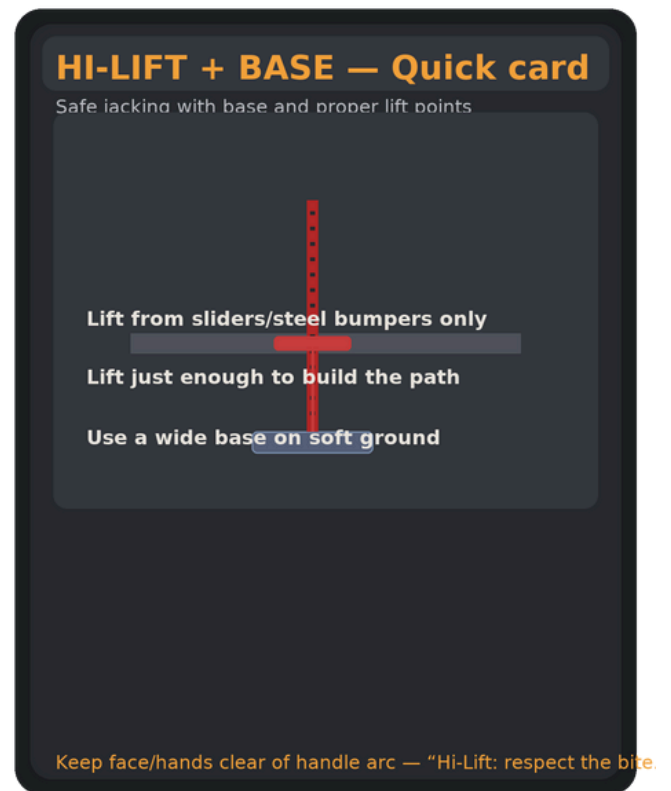 HI-LIFT + BASE — Quick card
Safe jacking with base and proper lift points
Lift from sliders/steel bumpers only
Lift just enough to build the path
Use a wide base on soft ground
Keep face/hands clear of handle arc — “Hi-Lift: respect the bite.